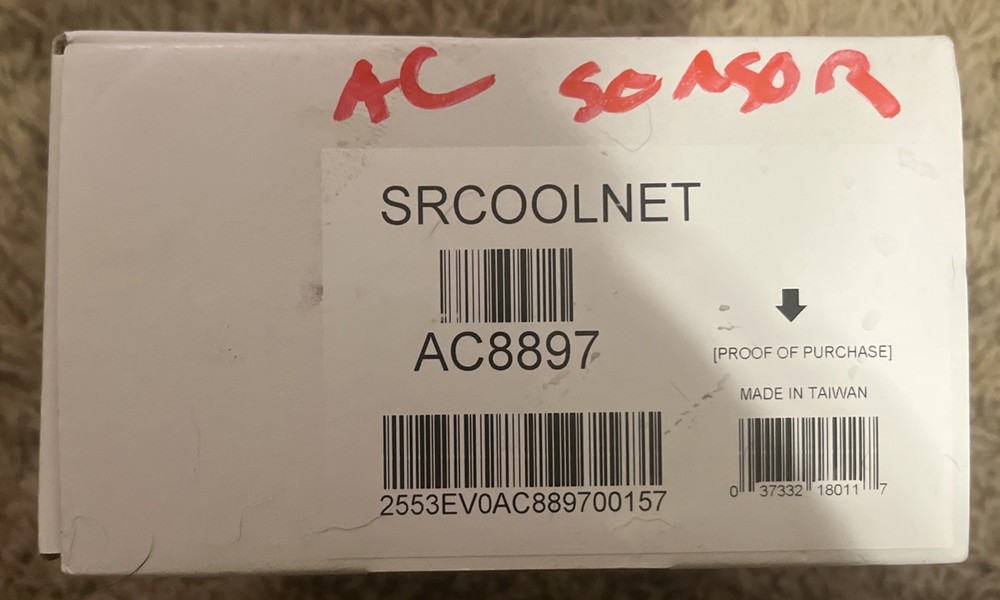 AC SENSOR
SRCOOLNET
AC8897
[PROOF OF PURCHASE]
MADE IN TAIWAN
2553EV0AC889700157
0 37332 18011 7